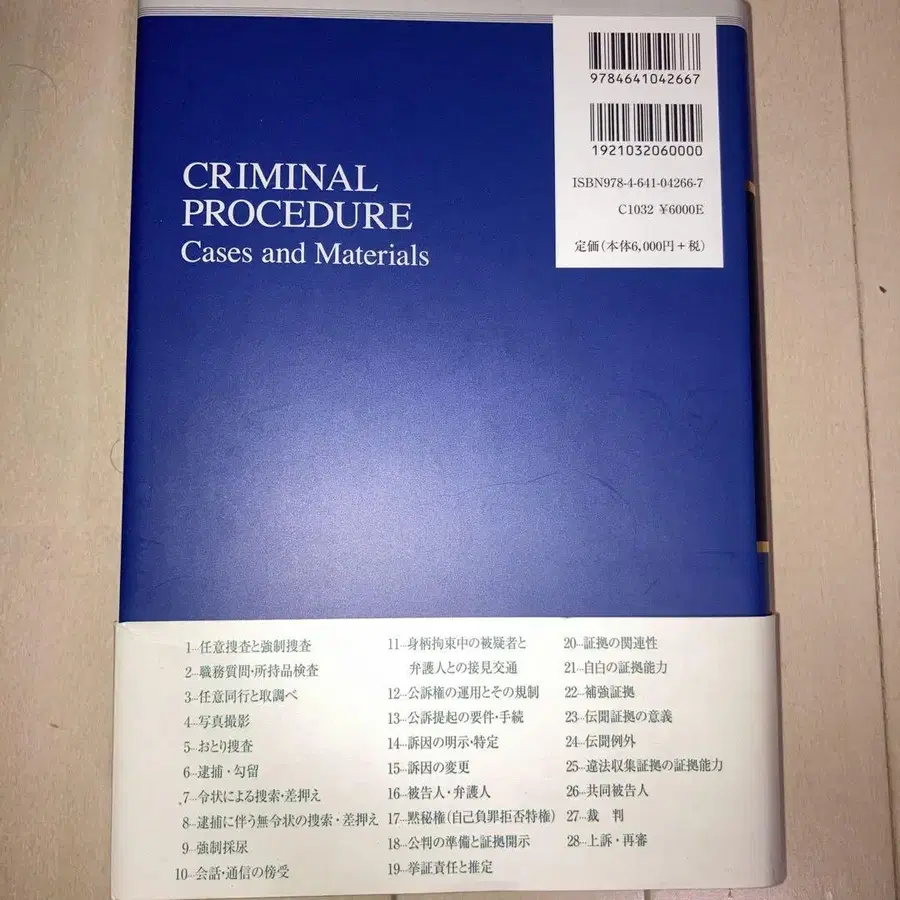 9784641042667
1921032060000
ISBN978-4-641-04266-7
C1032 ¥6000E
定価(本体6,000円+税)
CRIMINAL
PROCEDURE
Cases and Materials
1…任意捜査と強制捜査
2…職務質問・所持品検査
3…任意同行と取調べ
4…写真撮影
5…おとり捜査
6…逮捕・勾留
7…令状による捜索・差押え
8…逮捕に伴う無令状の捜索・差押え
9…強制採尿
10…会話・通信の傍受
11…身柄拘束中の被疑者と
弁護人との接見交通
12…公訴権の運用とその規制
13…公訴提起の要件・手続
14…訴因の明示・特定
15…訴因の変更
16…被告人・弁護人
17…黙秘権(自己負罪拒否特権)
18…公判の準備と証拠開示
19…挙証責任と推定
20…証拠の関連性
21…自白の証拠能力
22…補強証拠
23…伝聞証拠の意義
24…伝聞例外
25…違法収集証拠の証拠能力
26…共同被告人
27…裁 判
28…上訴・再審